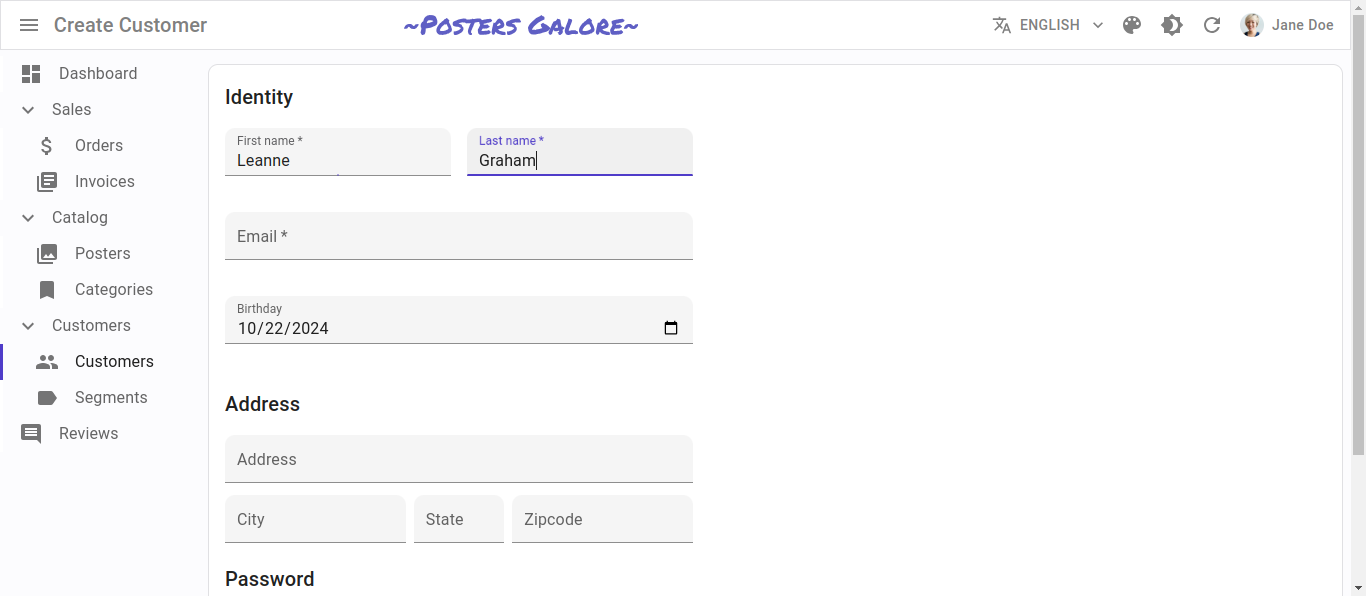 Create Customer
~Posters Galore~
ENGLISH
Jane Doe
Dashboard
Sales
Orders
Invoices
Catalog
Posters
Categories
Customers
Customers
Segments
Reviews
Identity
First name *
Leanne
Last name *
Graham
Email *
Birthday
10/22/2024
Address
Address
City
State
Zipcode
Password